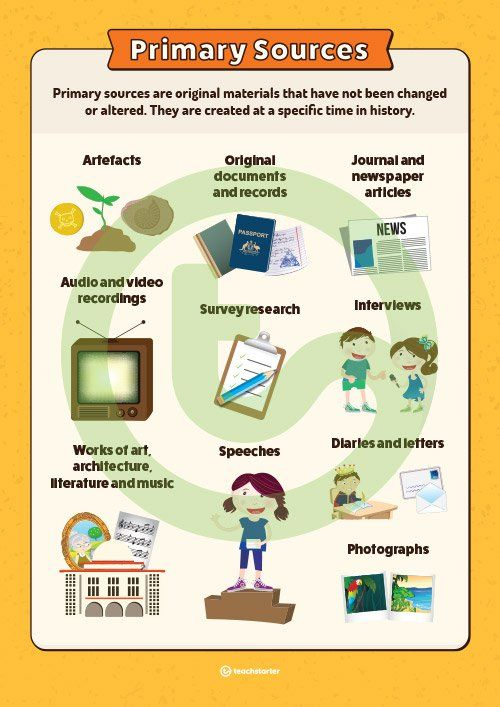 Primary Sources
Primary sources are original materials that have not been changed
or altered. They are created at a specific time in history.
Artefacts
Original
documents
and records
PASSPORT
Journal and
newspaper
articles
NEWS
Audio and video
recordings
Survey research
Interviews
Works of art,
architecture,
literature and music
Speeches
Diaries and letters
Photographs
teachstarter